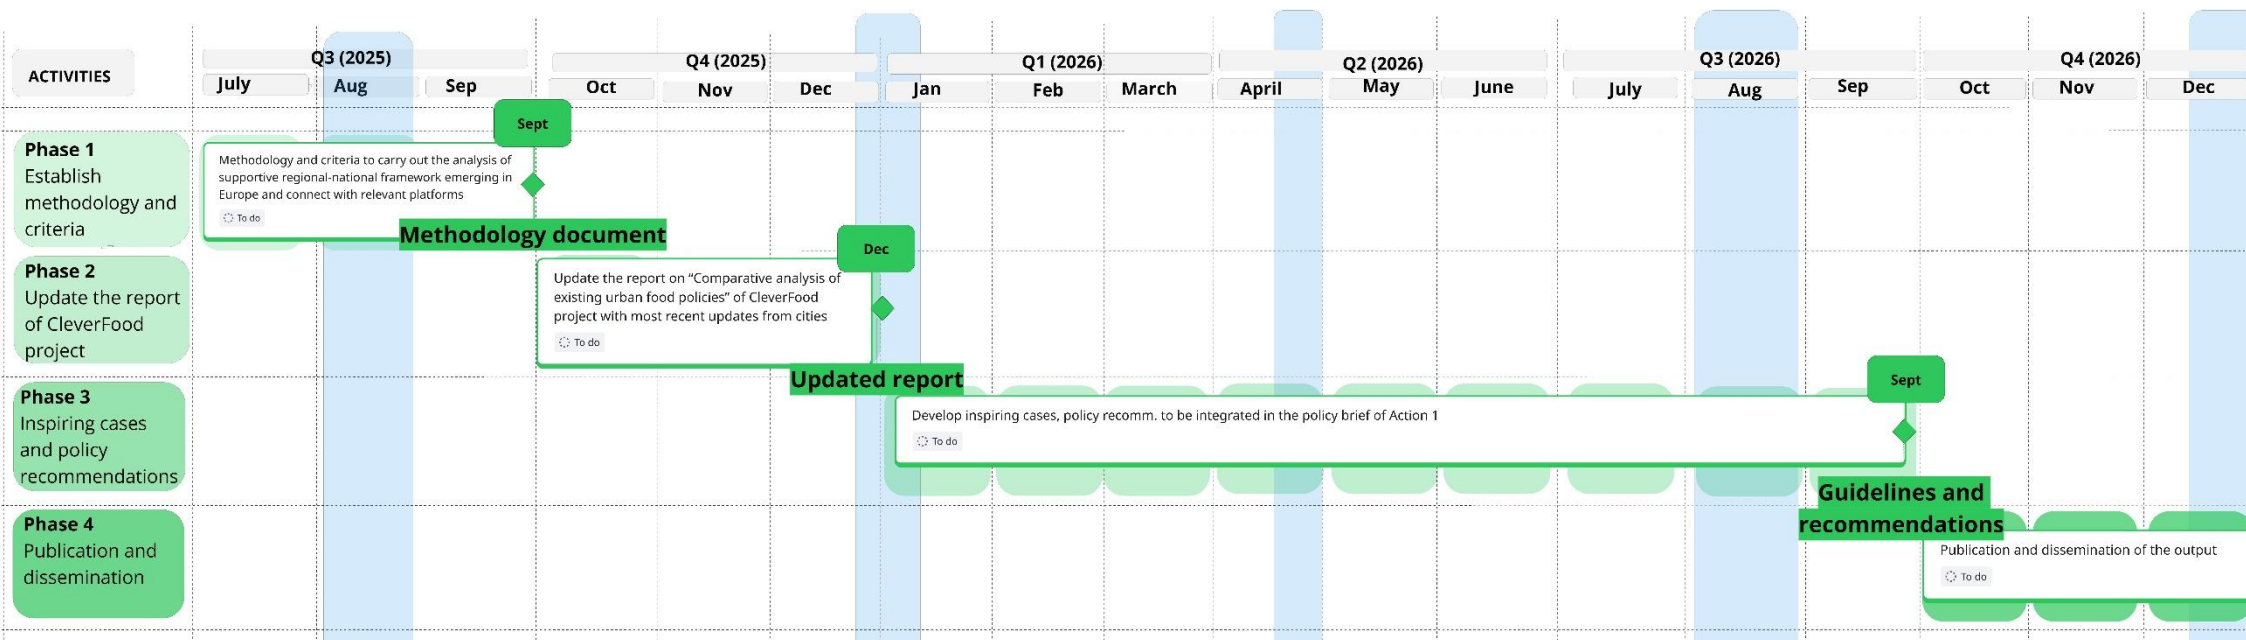 Q3 (2025)
Q4 (2025)
Q1 (2026)
Q2 (2026)
Q3 (2026)
Q4 (2026)
ACTIVITIES
July
Aug
Sep
Oct
Nov
Dec
Jan
Feb
March
April
May
June
July
Aug
Sep
Oct
Nov
Dec
Sept
Phase 1
Establish
methodology and
criteria
Methodology and criteria to carry out the analysis of
supportive regional-national framework emerging in
Europe and connect with relevant platforms
To do
Methodology document
Dec
Phase 2
Update the report
of CleverFood
project
Update the report on “Comparative analysis of
existing urban food policies” of CleverFood
project with most recent updates from cities
To do
Updated report
Sept
Phase 3
Inspiring cases
and policy
recommendations
Develop inspiring cases, policy recomm. to be integrated in the policy brief of Action 1
To do
Guidelines and
recommendations
Phase 4
Publication and
dissemination
Publication and dissemination of the output
To do